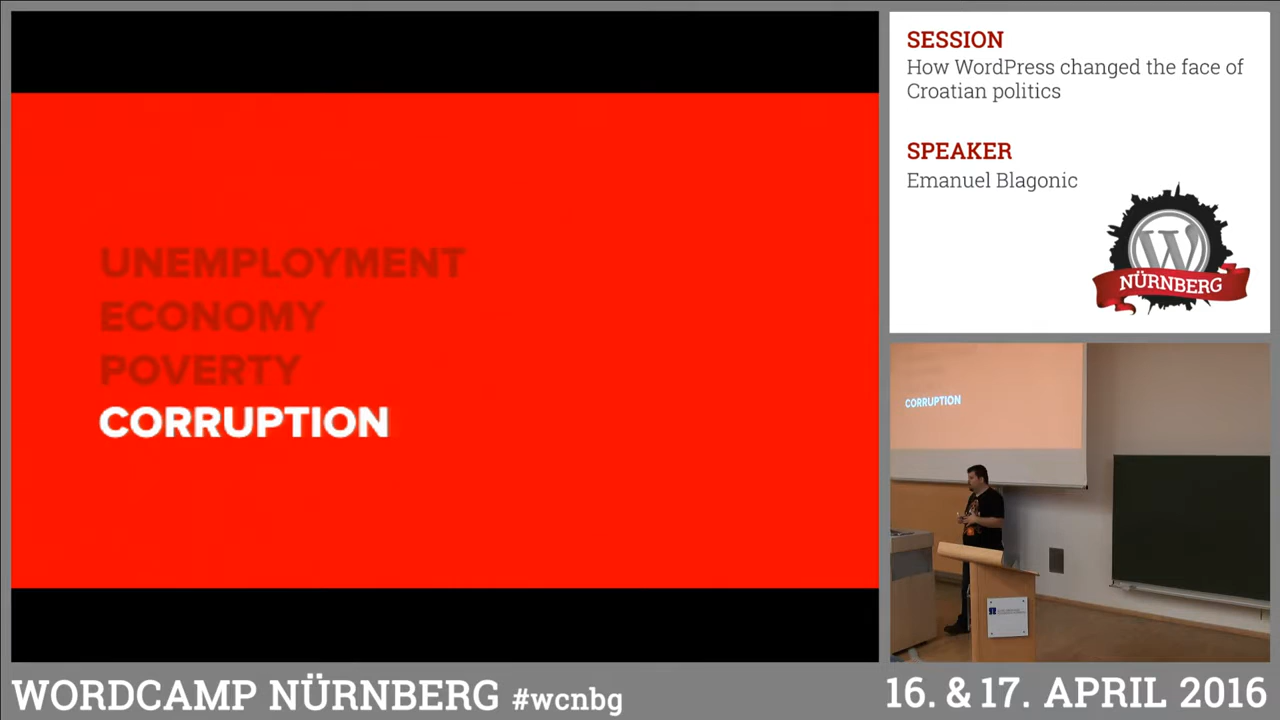 UNEMPLOYMENT
ECONOMY
POVERTY
CORRUPTION
SESSION
How WordPress changed the face of
Croatian politics
SPEAKER
Emanuel Blagonic
W
NÜRNBERG
CORRUPTION
WORDCAMP NÜRNBERG #wcnbg
16. & 17. APRIL 2016